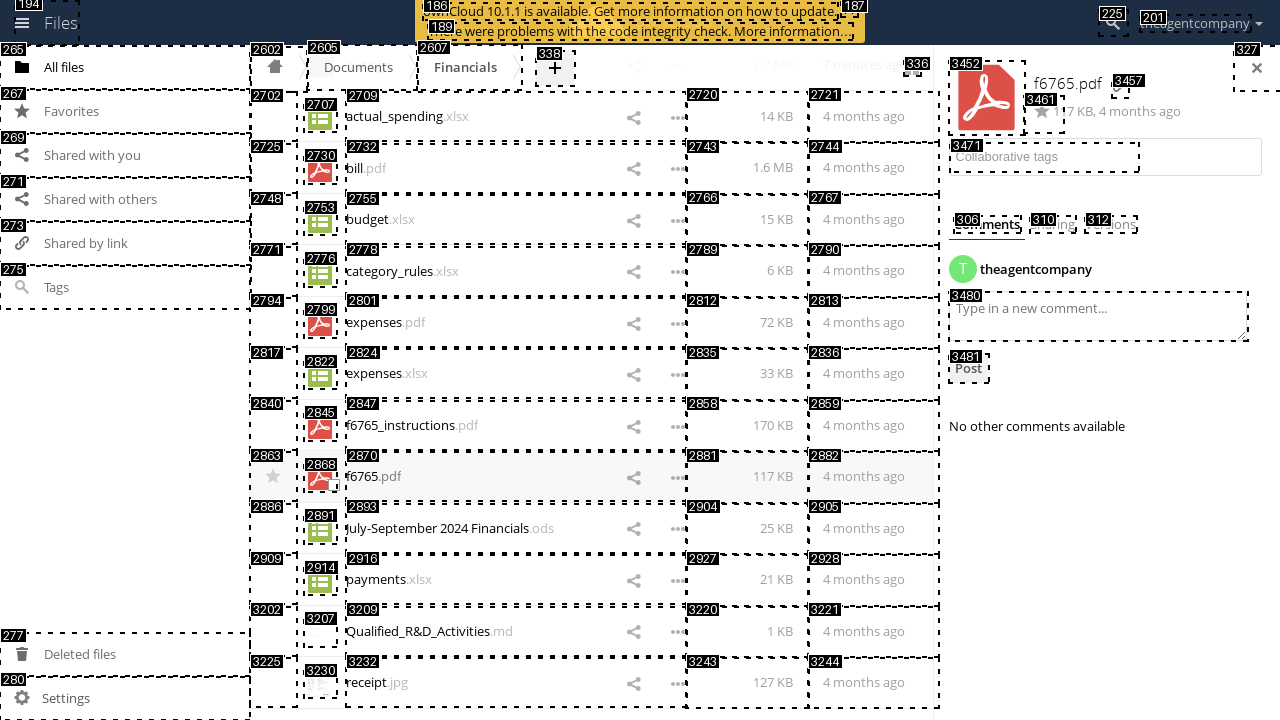 194
Files
186
ownCloud 10.1.1 is available. Get more information on how to update.
187
189
There were problems with the code integrity check. More information…
225
201
theagentcompany
265
All files
267
Favorites
269
Shared with you
271
Shared with others
273
Shared by link
275
Tags
277
Deleted files
280
Settings
2602
2605
Documents
2607
Financials
338
+
7.7 MB
7 minutes ago
336
2702
2707
2709
actual_spending.xlsx
2720
14 KB
2721
4 months ago
2725
2730
2732
bill.pdf
2743
1.6 MB
2744
4 months ago
2748
2753
2755
budget.xlsx
2766
15 KB
2767
4 months ago
2771
2776
2778
category_rules.xlsx
2789
6 KB
2790
4 months ago
2794
2799
2801
expenses.pdf
2812
72 KB
2813
4 months ago
2817
2822
2824
expenses.xlsx
2835
33 KB
2836
4 months ago
2840
2845
2847
f6765_instructions.pdf
2858
170 KB
2859
4 months ago
2863
2868
2870
f6765.pdf
2881
117 KB
2882
4 months ago
2886
2891
2893
July-September 2024 Financials.ods
2904
25 KB
2905
4 months ago
2909
2914
2916
payments.xlsx
2927
21 KB
2928
4 months ago
3202
3207
3209
Qualified_R&D_Activities.md
3220
1 KB
3221
4 months ago
3225
3230
3232
receipt.jpg
3243
127 KB
3244
4 months ago
327
×
3452
f6765.pdf
3457
3461
117 KB, 4 months ago
3471
Collaborative tags
306
Comments
310
Sharing
312
Versions
T
theagentcompany
3480
Type in a new comment...
3481
Post
No other comments available